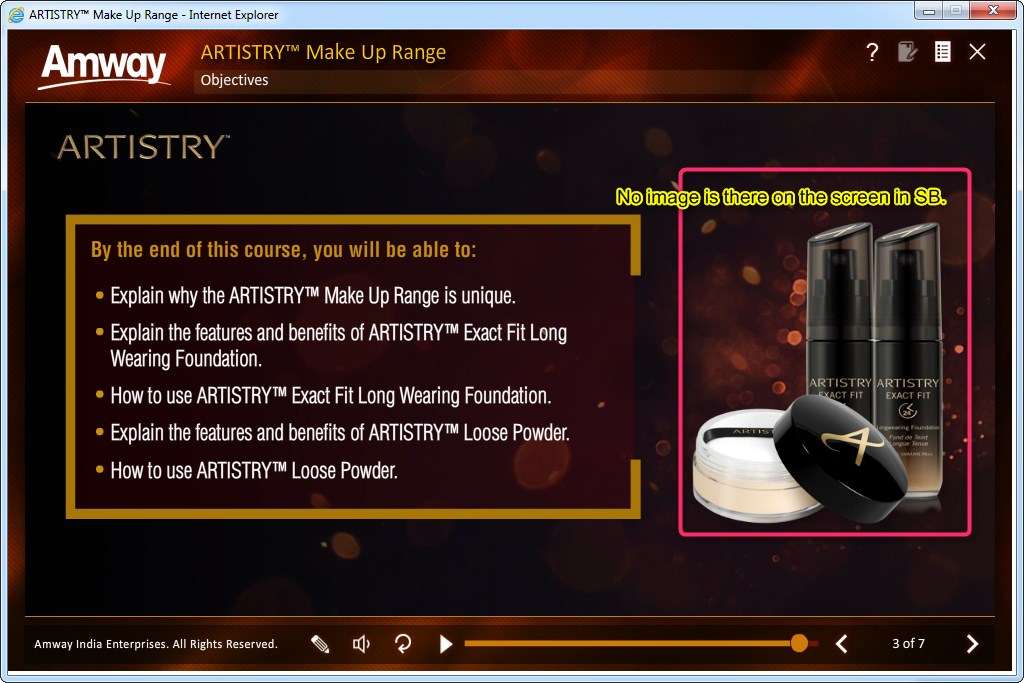 ARTISTRY™ Make Up Range - Internet Explorer
Amway
ARTISTRY™ Make Up Range
Objectives
?
ARTISTRY™
No image is there on the screen in SB.
By the end of this course, you will be able to:
• Explain why the ARTISTRY™ Make Up Range is unique.
• Explain the features and benefits of ARTISTRY™ Exact Fit Long
Wearing Foundation.
• How to use ARTISTRY™ Exact Fit Long Wearing Foundation.
• Explain the features and benefits of ARTISTRY™ Loose Powder.
• How to use ARTISTRY™ Loose Powder.
ARTISTRY
EXACT FIT
ARTISTRY
EXACT FIT
24
Longwearing Foundation
Fond de Teint
Longue Tenue
ARTIS
A
Amway India Enterprises. All Rights Reserved.
3 of 7